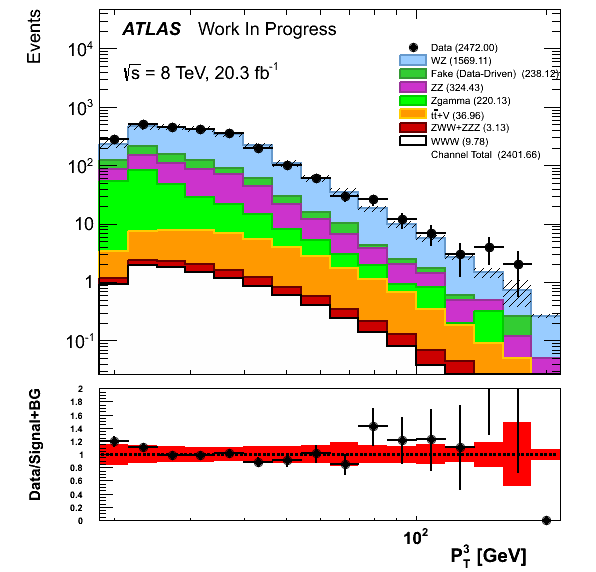 Events
ATLAS Work In Progress
√s = 8 TeV, 20.3 fb⁻¹
Data (2472.00)
WZ (1569.11)
Fake (Data-Driven) (238.12)
ZZ (324.43)
Zgamma (220.13)
tt̄+V (36.96)
ZWW+ZZZ (3.13)
WWW (9.78)
Channel Total (2401.66)
10⁴
10³
10²
10
1
10⁻¹
Data/Signal+BG
2
1.8
1.6
1.4
1.2
1
0.8
0.6
0.4
0.2
0
10²
P³_T [GeV]